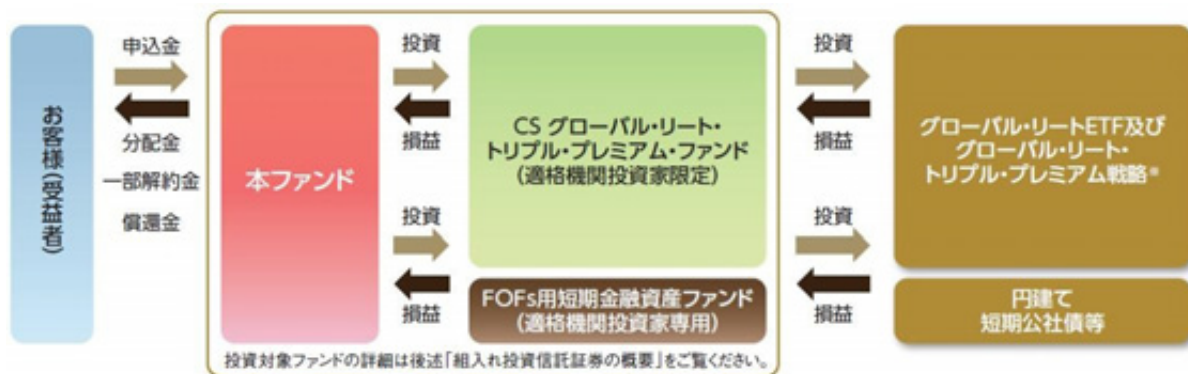 お客様(受益者)
申込金
分配金
一部解約金
償還金
本ファンド
投資
損益
投資
損益
CS グローバル・リート・
トリプル・プレミアム・ファンド
(適格機関投資家限定)
FOFs用短期金融資産ファンド
(適格機関投資家専用)
投資
損益
投資
損益
グローバル・リートETF及び
グローバル・リート・
トリプル・プレミアム戦略※
円建て
短期公社債等
投資対象ファンドの詳細は後述「組入れ投資信託証券の概要」をご覧ください。